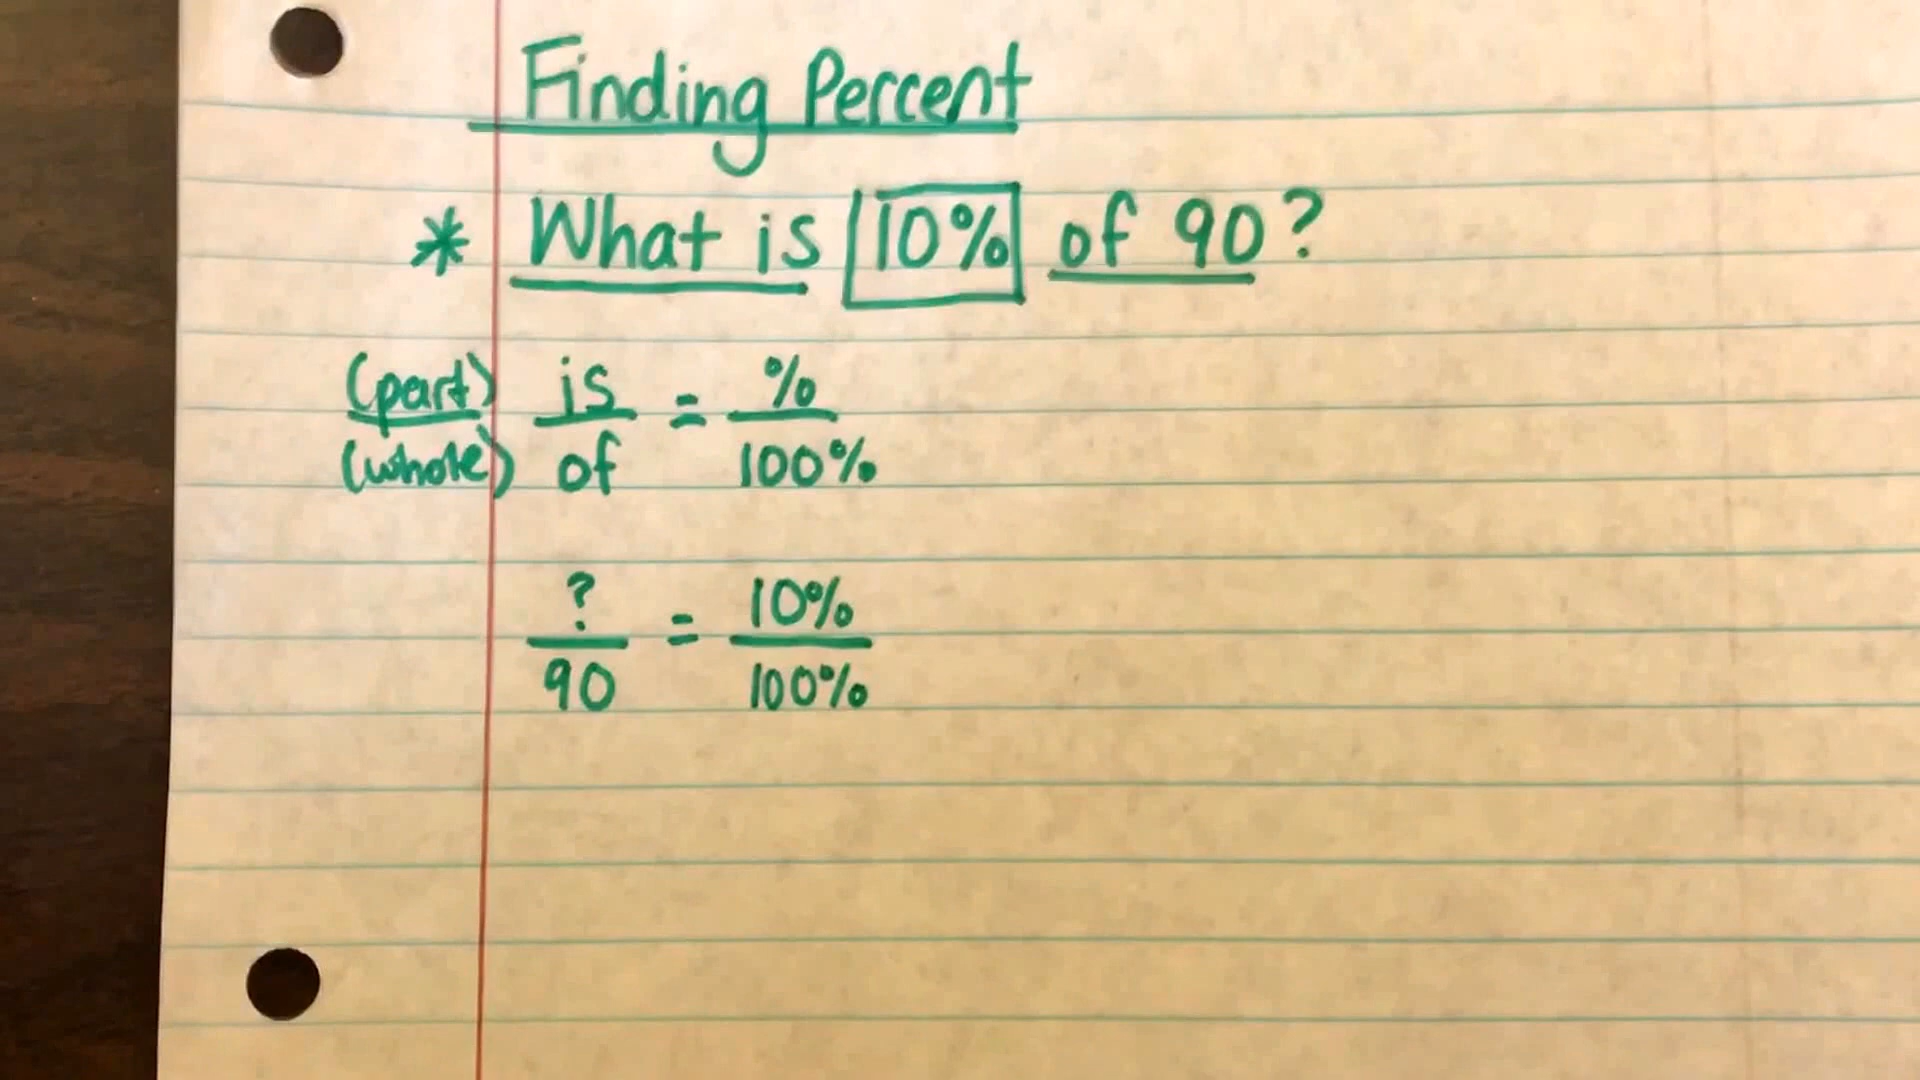 Finding Percent
* What is 10% of 90?
(part) is = %
(whole) of 100%
? = 10%
90 100%